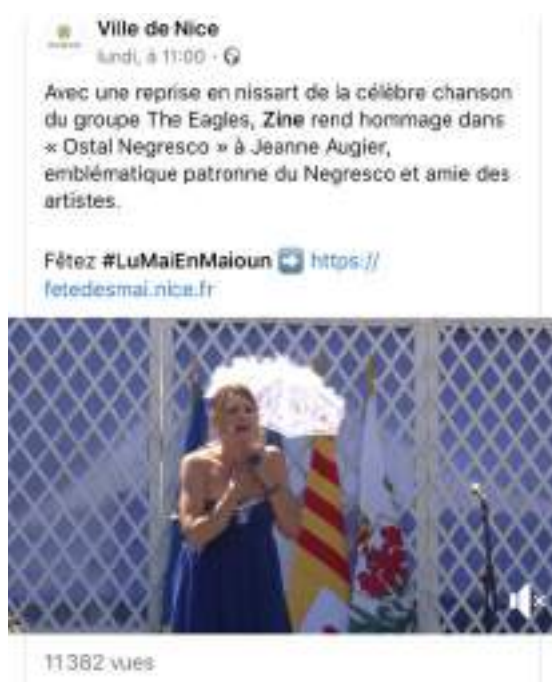 Ville de Nice
lundi, à 11:00 ·
Avec une reprise en nissart de la célèbre chanson
du groupe The Eagles, Zine rend hommage dans
« Ostal Negresco » à Jeanne Augier,
emblématique patronne du Negresco et amie des
artistes.
Fêtez #LuMaiEnMaioun ➡️ https://
fetedesmai.nice.fr
11 382 vues